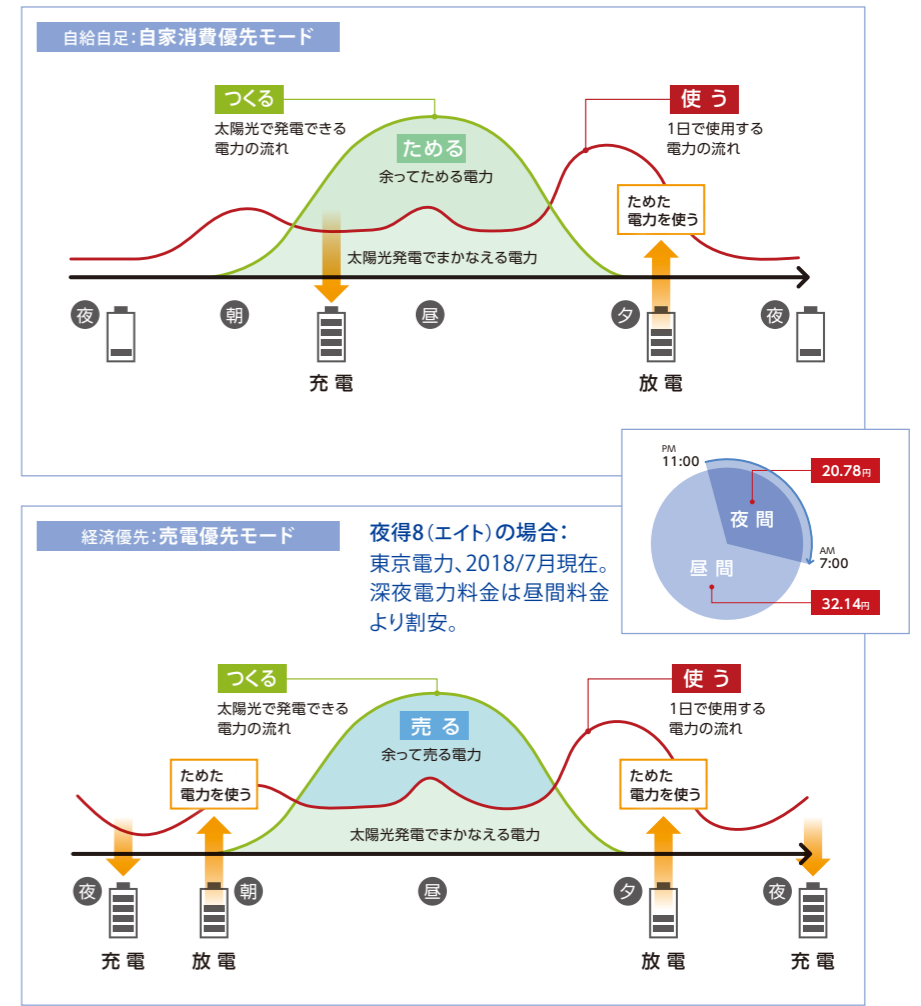 自給自足：自家消費優先モード
つくる
太陽光で発電できる
電力の流れ
ためる
余ってためる電力
使う
1日で使用する
電力の流れ
ためた
電力を使う
太陽光発電でまかなえる電力
夜
朝
昼
夕
夜
充電
放電
PM
11:00
20.78円
夜間
AM
7:00
昼間
32.14円
経済優先：売電優先モード
夜得8(エイト)の場合：
東京電力、2018/7月現在。
深夜電力料金は昼間料金
より割安。
つくる
太陽光で発電できる
電力の流れ
売る
余って売る電力
使う
1日で使用する
電力の流れ
ためた
電力を使う
ためた
電力を使う
太陽光発電でまかなえる電力
夜
朝
昼
夕
夜
充電
放電
放電
充電